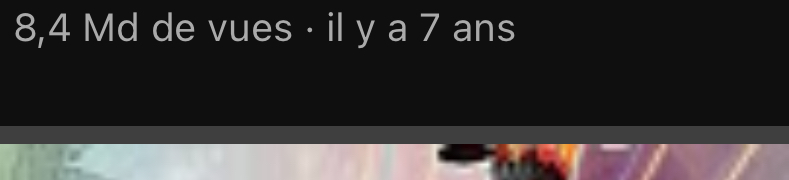 8,4 Md de vues · il y a 7 ans